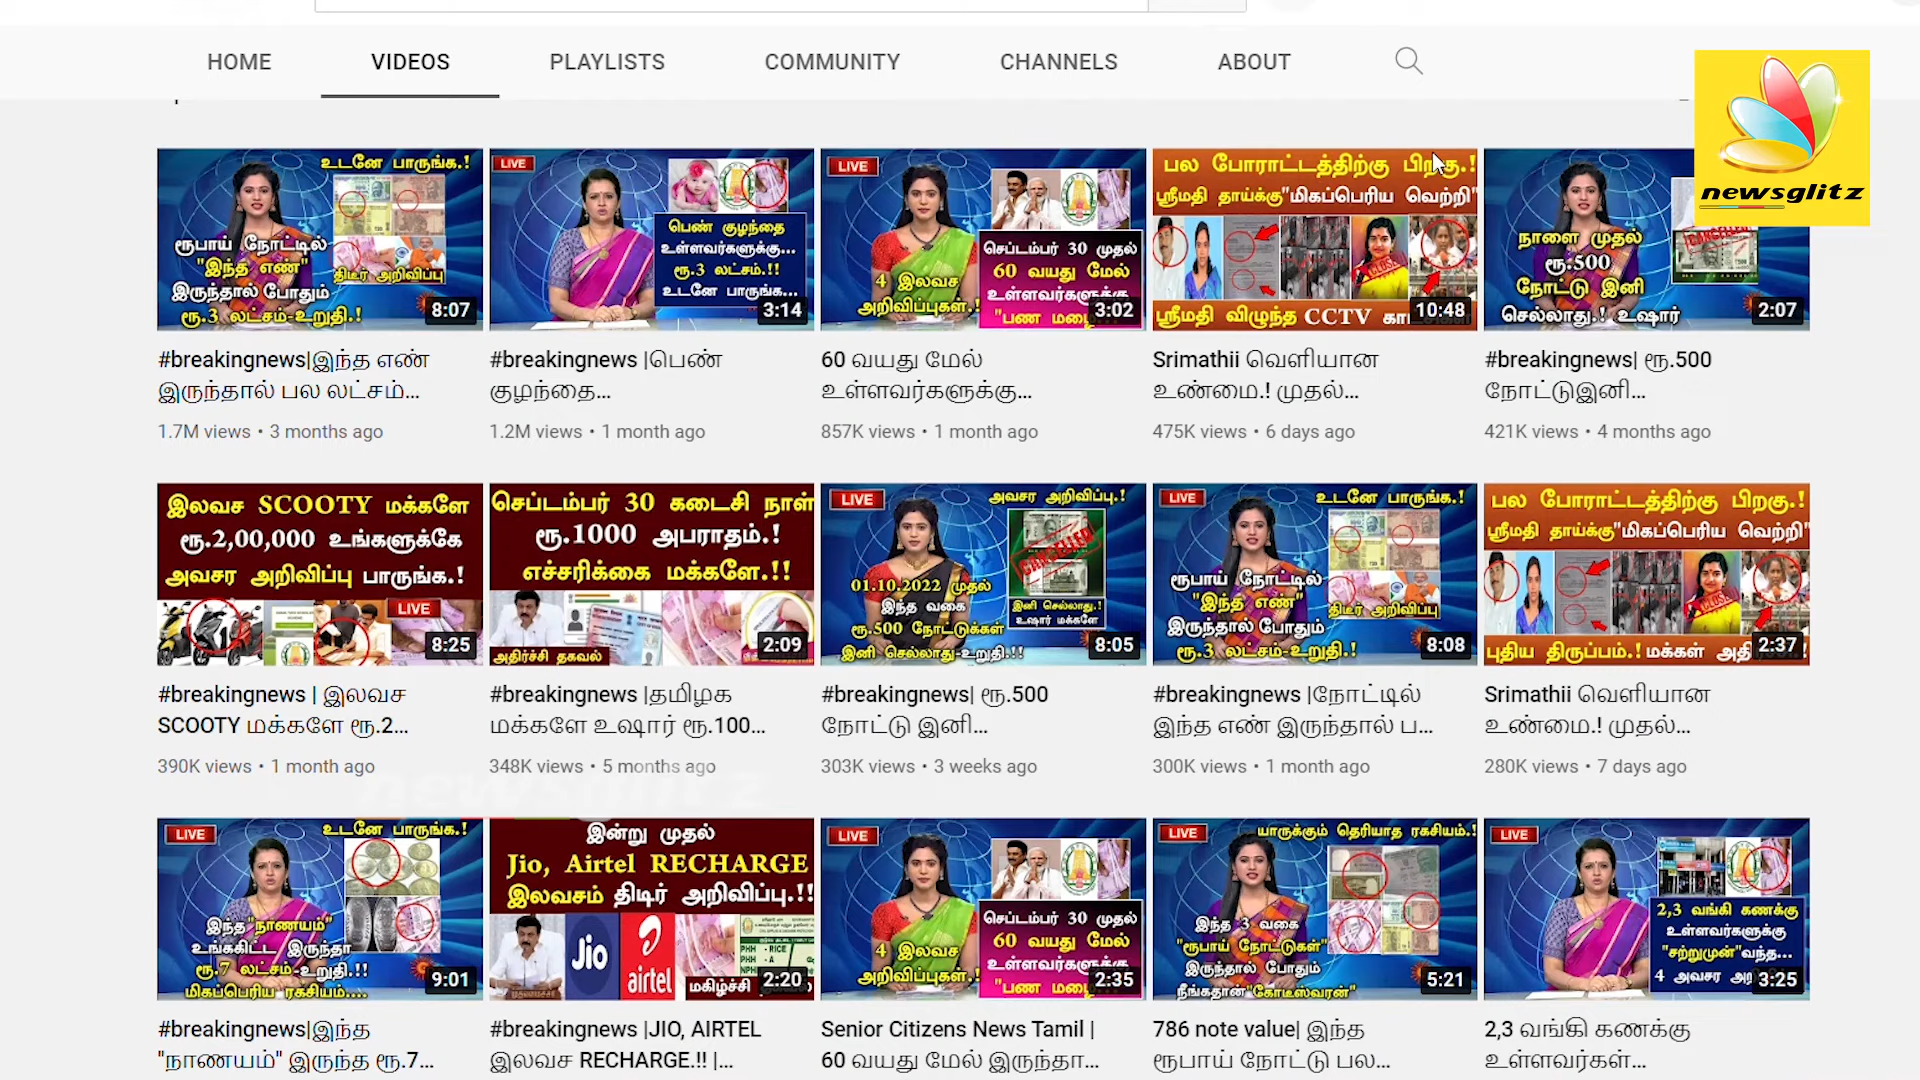 HOME VIDEOS PLAYLISTS COMMUNITY CHANNELS ABOUT
newsglitz
உடனே பாருங்க.!
ரூபாய் நோட்டில்
"இந்த எண்"
திடீர் அறிவிப்பு
இருந்தால் போதும்
ரூ.3 லட்சம்-உறுதி.!
8:07
LIVE
பெண் குழந்தை
உள்ளவர்களுக்கு...
ரூ.3 லட்சம்.!!
உடனே பாருங்க...
3:14
LIVE
செப்டம்பர் 30 முதல்
60 வயது மேல்
உள்ளவர்களுக்கு
"பண மழை
4 இலவச
அறிவிப்புகள்.!
3:02
பல போராட்டத்திற்கு பிறகு.!
ஸ்ரீமதி தாய்க்கு"மிகப்பெரிய வெற்றி"
CLOSE
ஸ்ரீமதி விழுந்த CCTV
10:48
நாளை முதல்
ரூ.500
நோட்டு இனி
செல்லாது.! உஷார்
CANCELLED
2:07
#breakingnews|இந்த எண்
இருந்தால் பல லட்சம்...
1.7M views • 3 months ago
#breakingnews |பெண்
குழந்தை...
1.2M views • 1 month ago
60 வயது மேல்
உள்ளவர்களுக்கு...
857K views • 1 month ago
Srimathii வெளியான
உண்மை.! முதல்...
475K views • 6 days ago
#breakingnews| ரூ.500
நோட்டுஇனி...
421K views • 4 months ago
இலவச SCOOTY மக்களே
ரூ.2,00,000 உங்களுக்கே
அவசர அறிவிப்பு பாருங்க.!
LIVE
8:25
செப்டம்பர் 30 கடைசி நாள்
ரூ.1000 அபராதம்.!
எச்சரிக்கை மக்களே.!!
அதிர்ச்சி தகவல்
2:09
LIVE
அவசர அறிவிப்பு.!
CANCELLED
01.10.2022 முதல்
இந்த வகை
ரூ.500 நோட்டுக்கள்
இனி செல்லாது-உறுதி.!!
இனி செல்லாது.!
உஷார் மக்களே
8:05
LIVE
உடனே பாருங்க.!
ரூபாய் நோட்டில்
"இந்த எண்"
திடீர் அறிவிப்பு
இருந்தால் போதும்
ரூ.3 லட்சம்-உறுதி.!
8:08
பல போராட்டத்திற்கு பிறகு.!
ஸ்ரீமதி தாய்க்கு"மிகப்பெரிய வெற்றி"
CLOSE
புதிய திருப்பம்.! மக்கள்
2:37
#breakingnews | இலவச
SCOOTY மக்களே ரூ.2...
390K views • 1 month ago
#breakingnews |தமிழக
மக்களே உஷார் ரூ.100...
348K views • 5 months ago
#breakingnews| ரூ.500
நோட்டு இனி...
303K views • 3 weeks ago
#breakingnews |நோட்டில்
இந்த எண் இருந்தால் ப...
300K views • 1 month ago
Srimathii வெளியான
உண்மை.! முதல்...
280K views • 7 days ago
newsglitz
LIVE
உடனே பாருங்க.!
இந்த"நாணயம்"
உங்ககிட்ட இருந்தா
ரூ.7 லட்சம்-உறுதி.!!
மிகப்பெரிய ரகசியம்....
9:01
இன்று முதல்
Jio, Airtel RECHARGE
இலவசம் திடீர் அறிவிப்பு.!!
Jio
airtel
மகிழ்ச்சி
2:20
LIVE
செப்டம்பர் 30 முதல்
60 வயது மேல்
உள்ளவர்களுக்கு
"பண மழை
4 இலவச
அறிவிப்புகள்.!
2:35
LIVE
யாருக்கும் தெரியாத ரகசியம்.!
இந்த 3 வகை
"ரூபாய் நோட்டுகள்"
இருந்தால் போதும்
நீங்கதான்"கோடீஸ்வரன்"
5:21
LIVE
2,3 வங்கி கணக்கு
உள்ளவர்களுக்கு
"சற்றுமுன்"வந்த...
4 அவசர
3:25
#breakingnews|இந்த
"நாணயம்" இருந்த ரூ.7...
#breakingnews |JIO, AIRTEL
இலவச RECHARGE.!! |...
Senior Citizens News Tamil |
60 வயது மேல் இருந்தா...
786 note value| இந்த
ரூபாய் நோட்டு பல...
2,3 வங்கி கணக்கு
உள்ளவர்கள்...